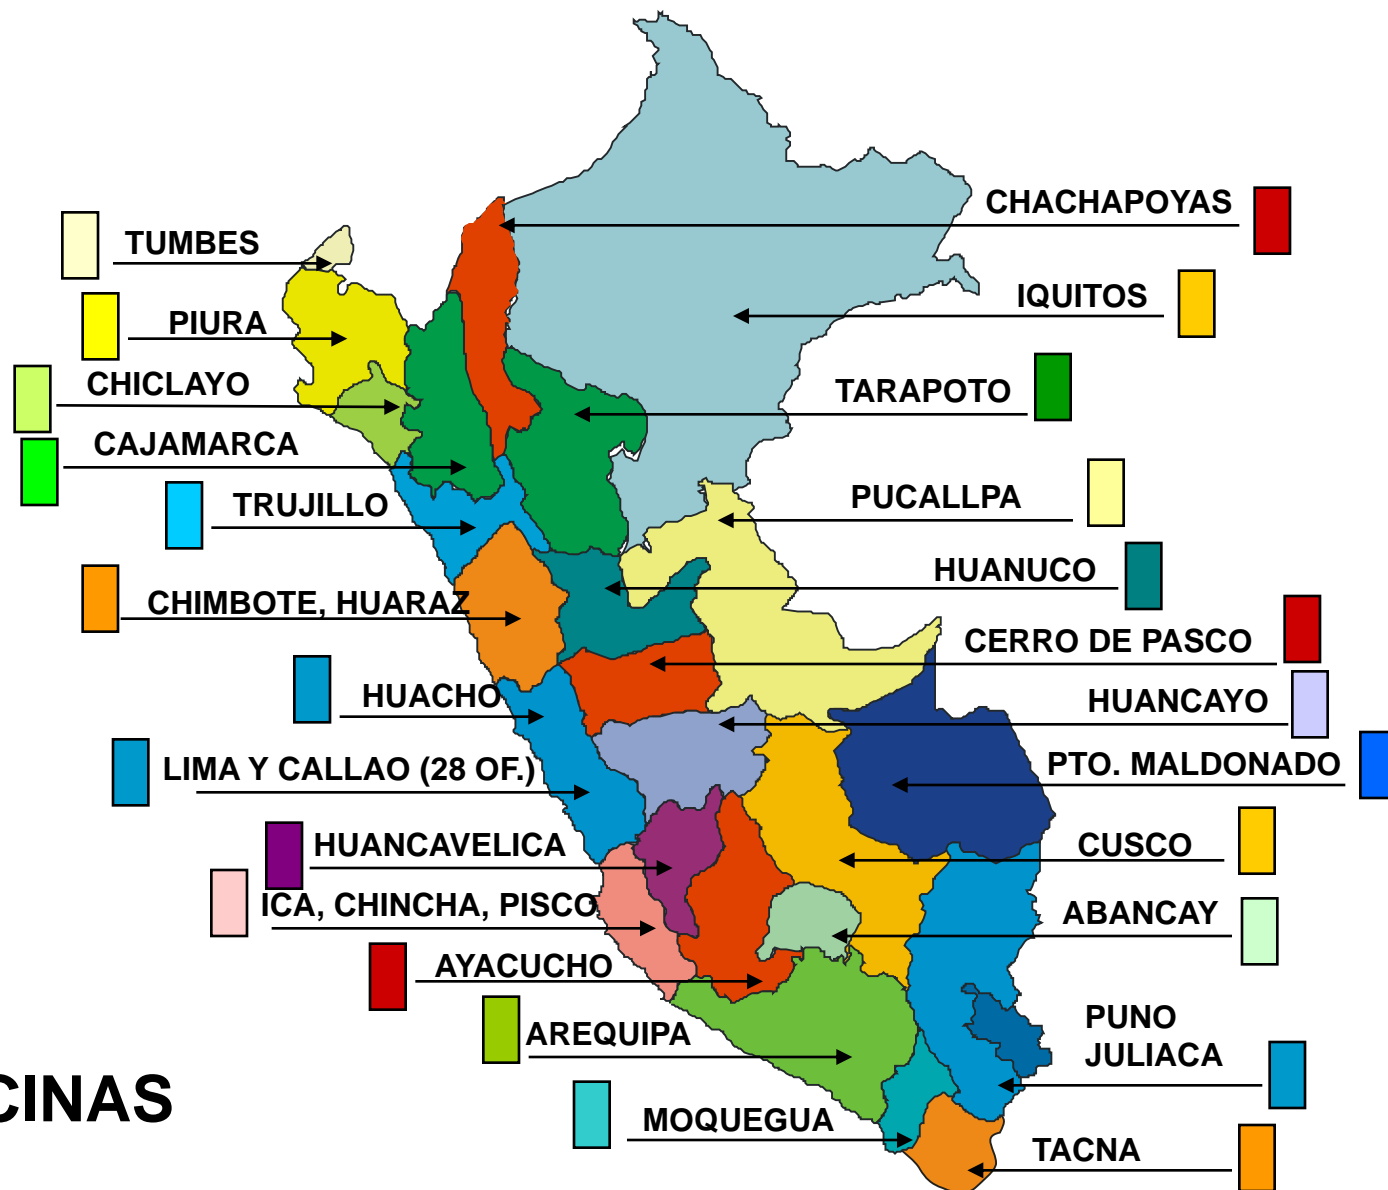 CHACHAPOYAS
TUMBES
IQUITOS
PIURA
CHICLAYO
TARAPOTO
CAJAMARCA
PUCALLPA
TRUJILLO
HUANUCO
CHIMBOTE, HUARAZ
CERRO DE PASCO
HUACHO
HUANCAYO
LIMA Y CALLAO (28 OF.)
PTO. MALDONADO
HUANCAVELICA
CUSCO
ICA, CHINCHA, PISCO
ABANCAY
AYACUCHO
AREQUIPA
PUNO
JULIACA
CINAS
MOQUEGUA
TACNA